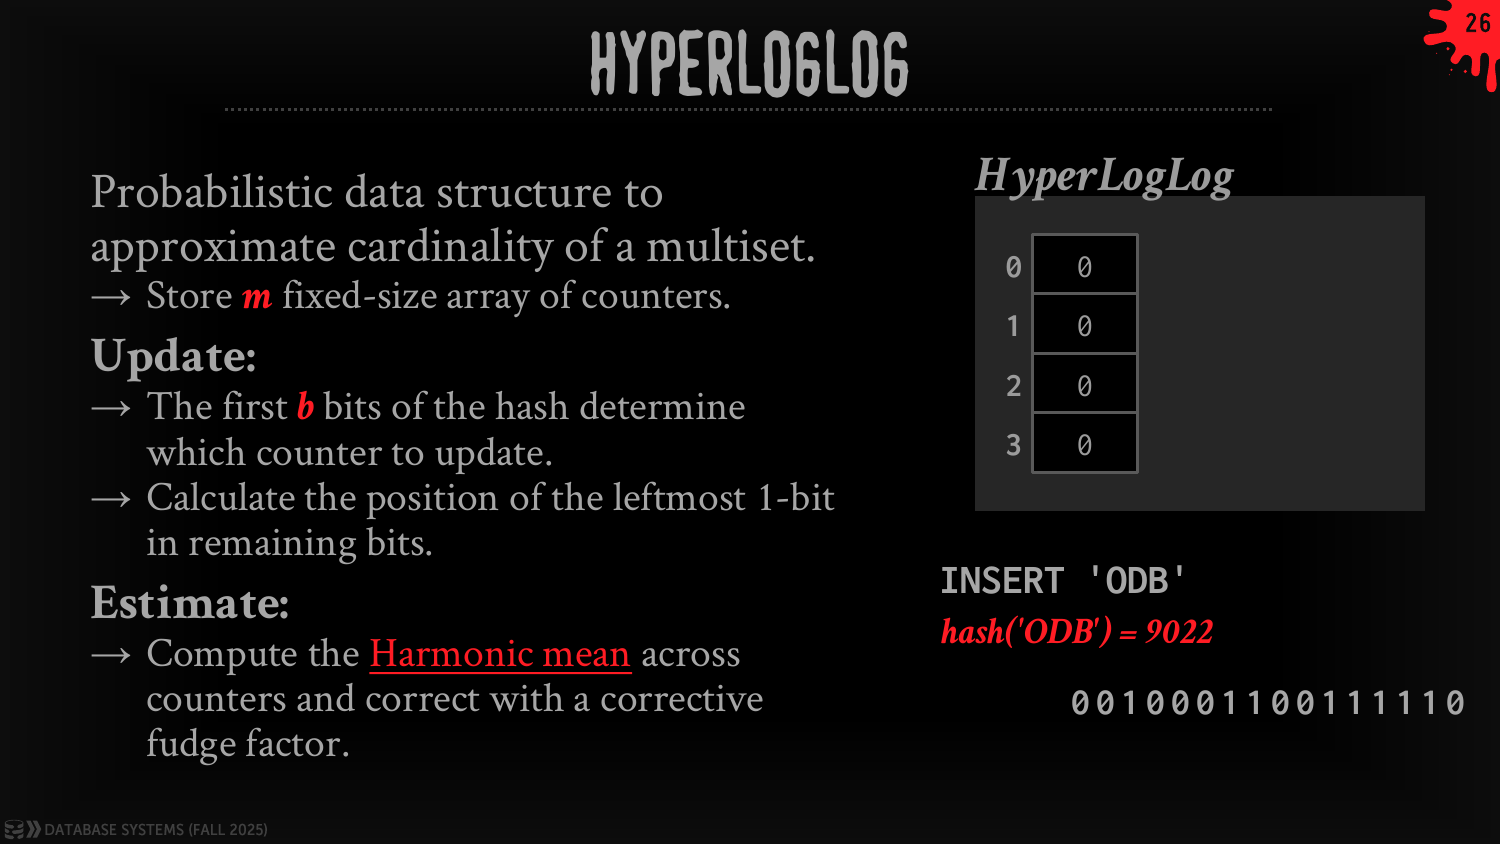 HYPERLOGLOG
26
Probabilistic data structure to
approximate cardinality of a multiset.
→ Store m fixed-size array of counters.
Update:
→ The first b bits of the hash determine
which counter to update.
→ Calculate the position of the leftmost 1-bit
in remaining bits.
Estimate:
→ Compute the Harmonic mean across
counters and correct with a corrective
fudge factor.
HyperLogLog
0 0
1 0
2 0
3 0
INSERT 'ODB'
hash('ODB') = 9022
0010001100111110
DATABASE SYSTEMS (FALL 2025)